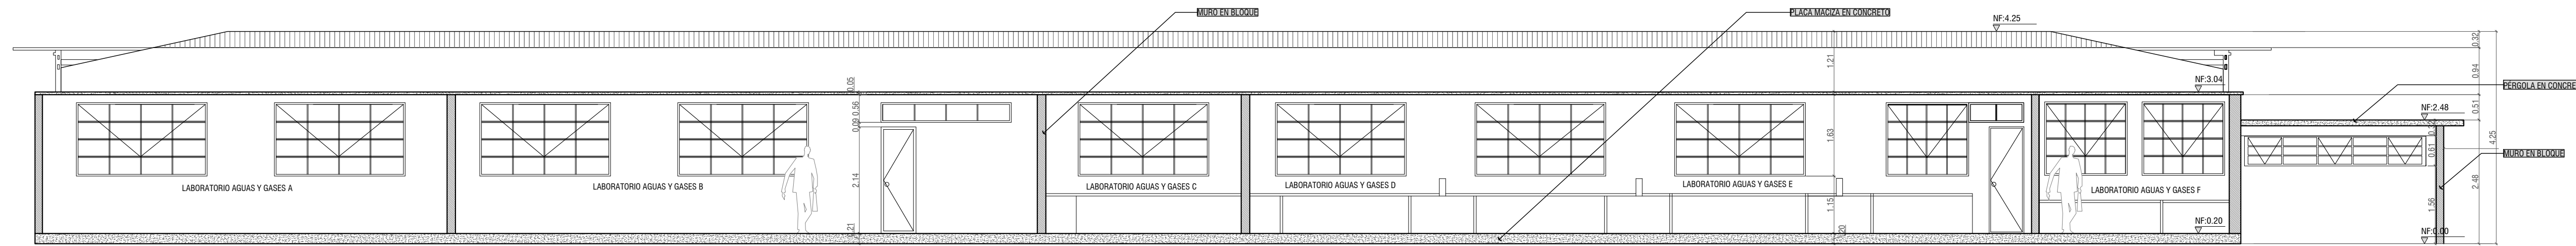 MURO EN BLOQUE
PLACA MACIZA EN CONCRETO
NF:4.25
0.32
1.21
0.94
NF:3.04
0.05
PÉRGOLA EN CONCRE
0.56
0.51
NF:2.48
0.09
1.63
0.61
4.25
MURO EN BLOQUE
2.14
2.48
LABORATORIO AGUAS Y GASES A
LABORATORIO AGUAS Y GASES B
LABORATORIO AGUAS Y GASES C
LABORATORIO AGUAS Y GASES D
LABORATORIO AGUAS Y GASES E
LABORATORIO AGUAS Y GASES F
1.15
1.56
NF:0.20
0.21
.20
NF:0.00